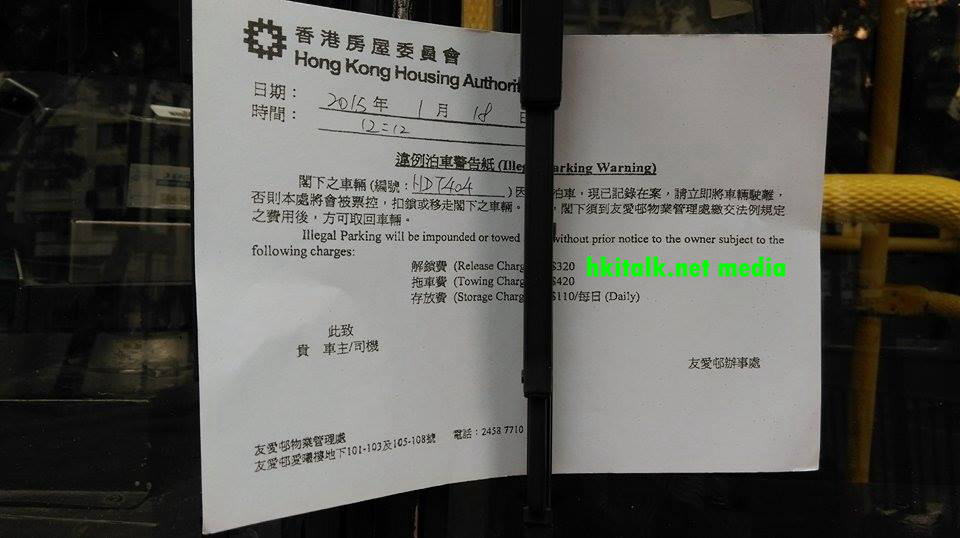 香港房屋委員會
Hong Kong Housing Authorit
日期： 2015年 1 月 18 日
時間： 12=12
違例泊車警告紙 (Illegal Parking Warning)
閣下之車輛 (編號：HD7404 ) 因 泊車，現已記錄在案，請立即將車輛駛離，
否則本處將會被票控，扣鎖或移走閣下之車輛。 ，閣下須到友愛邨物業管理處繳交法例規定
之費用後，方可取回車輛。
Illegal Parking will be impounded or towed without prior notice to the owner subject to the
following charges:
解鎖費 (Release Charg $320
拖車費 (Towing Charg $420
存放費 (Storage Charg $110/每日 (Daily)
hkitalk.net media
此致
貴 車主/司機
友愛邨辦事處
友愛邨物業管理處 電話：2458 7710
友愛邨愛曦樓地下101-103及105-108號